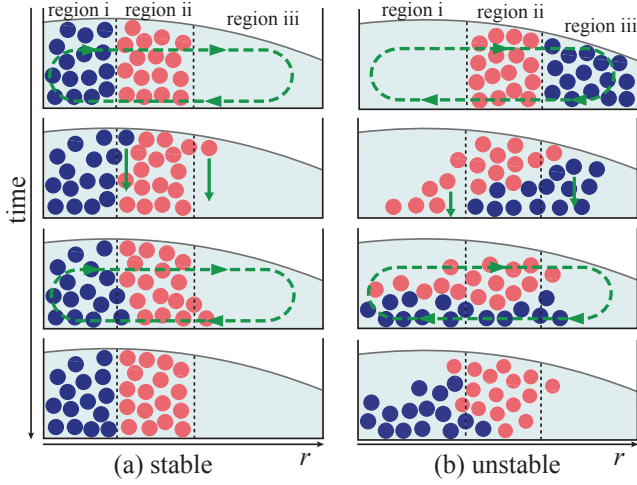 region i region ii region iii
region i region ii region iii
time
(a) stable r
(b) unstable r